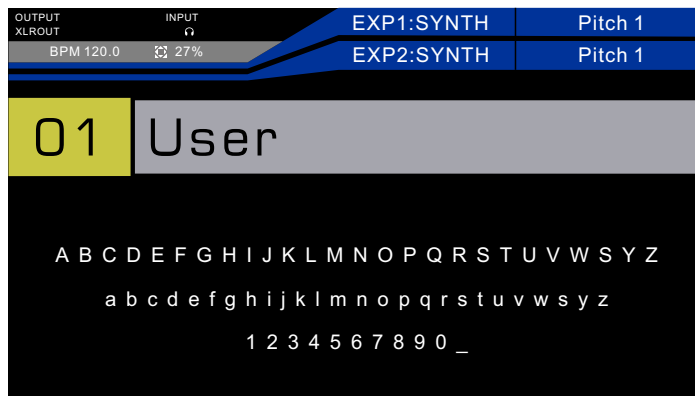 OUTPUT INPUT
XLROUT
BPM 120.0 27%
EXP1:SYNTH Pitch 1
EXP2:SYNTH Pitch 1
01 User
A B C D E F G H I J K L M N O P Q R S T U V W S Y Z
a b c d e f g h i j k l m n o p q r s t u v w s y z
1 2 3 4 5 6 7 8 9 0 _